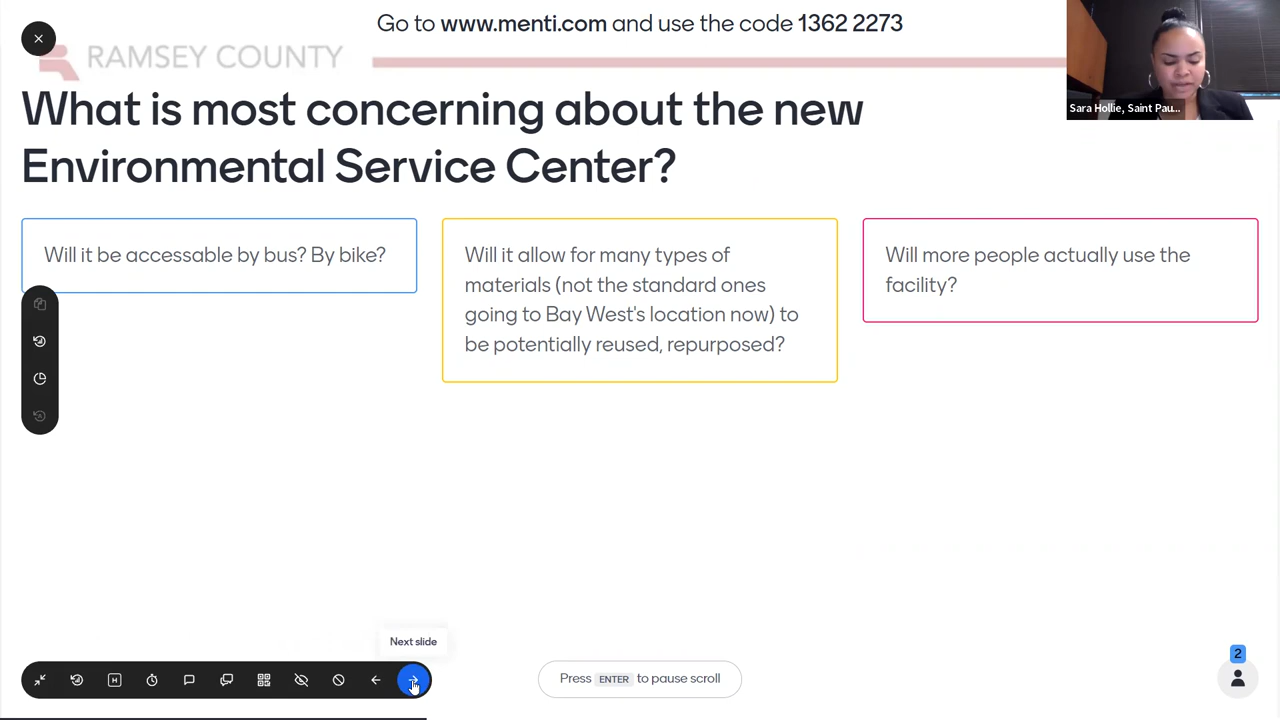 Go to www.menti.com and use the code 1362 2273
RAMSEY COUNTY
Sara Hollie, Saint Pau...
What is most concerning about the new
Environmental Service Center?
Will it be accessable by bus? By bike?
Will it allow for many types of
materials (not the standard ones
going to Bay West's location now) to
be potentially reused, repurposed?
Will more people actually use the
facility?
Next slide
H
Press ENTER to pause scroll
2